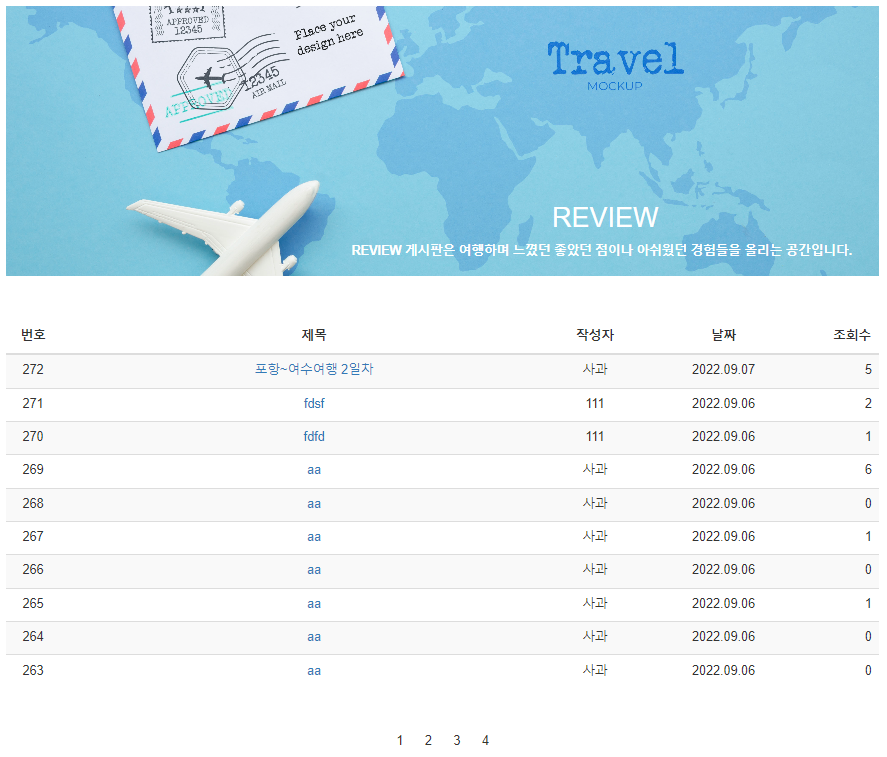 APPROVED
12345
Place your
design here
12345
AIR MAIL
APPROVED
Travel
MOCKUP
REVIEW
REVIEW 게시판은 여행하며 느꼈던 좋았던 점이나 아쉬웠던 경험들을 올리는 공간입니다.
번호 제목 작성자 날짜 조회수
272 포항~여수여행 2일차 사과 2022.09.07 5
271 fdsf 111 2022.09.06 2
270 fdfd 111 2022.09.06 1
269 aa 사과 2022.09.06 6
268 aa 사과 2022.09.06 0
267 aa 사과 2022.09.06 1
266 aa 사과 2022.09.06 0
265 aa 사과 2022.09.06 1
264 aa 사과 2022.09.06 0
263 aa 사과 2022.09.06 0
1 2 3 4